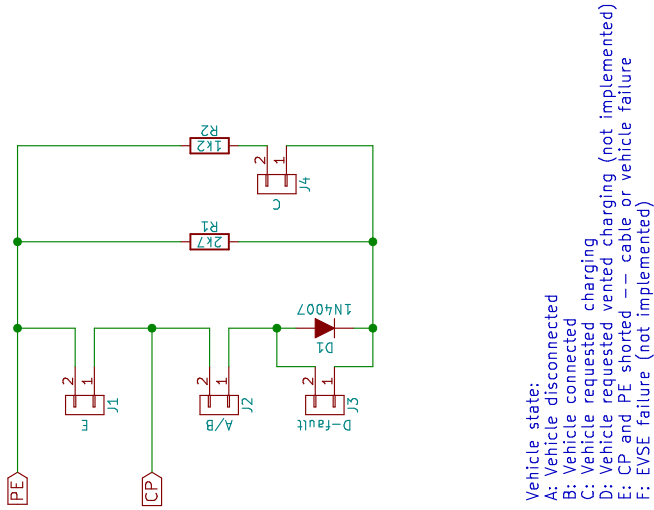 R2
1k2
2
1
J4
C
R1
2k7
1N4007
D1
2
1
J1
E
2
1
J2
A/B
2
1
J3
D-fault
PE
CP
Vehicle state:
A: Vehicle disconnected
B: Vehicle connected
C: Vehicle requested charging
D: Vehicle requested vented charging (not implemented)
E: CP and PE shorted -- cable or vehicle failure
F: EVSE failure (not implemented)